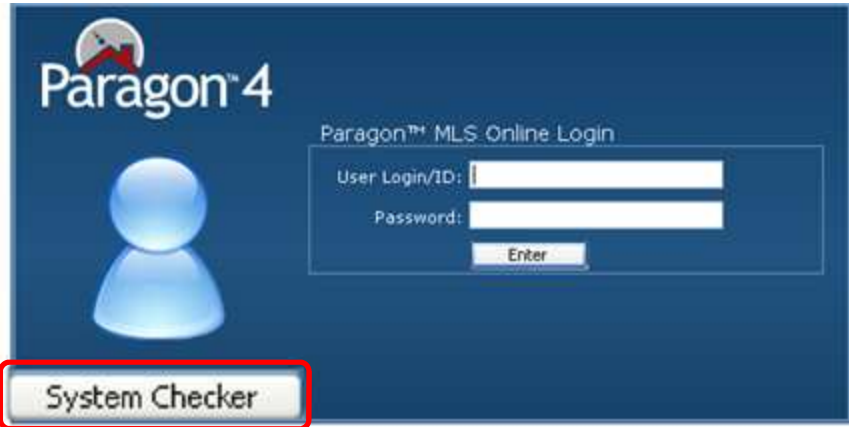 Paragon™4
Paragon™ MLS Online Login
User Login/ID:
Password:
Enter
System Checker